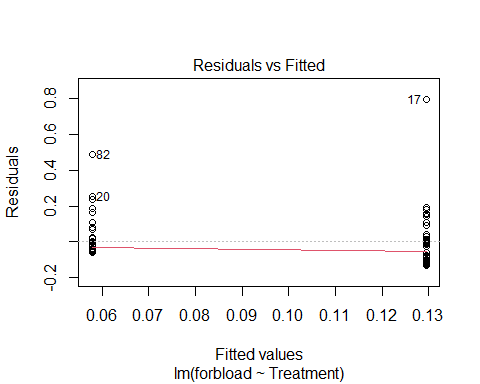 Residuals vs Fitted
Residuals
0.8
0.6
0.4
0.2
-0.2
17
82
20
0.06 0.07 0.08 0.09 0.10 0.11 0.12 0.13
Fitted values
lm(forbload ~ Treatment)